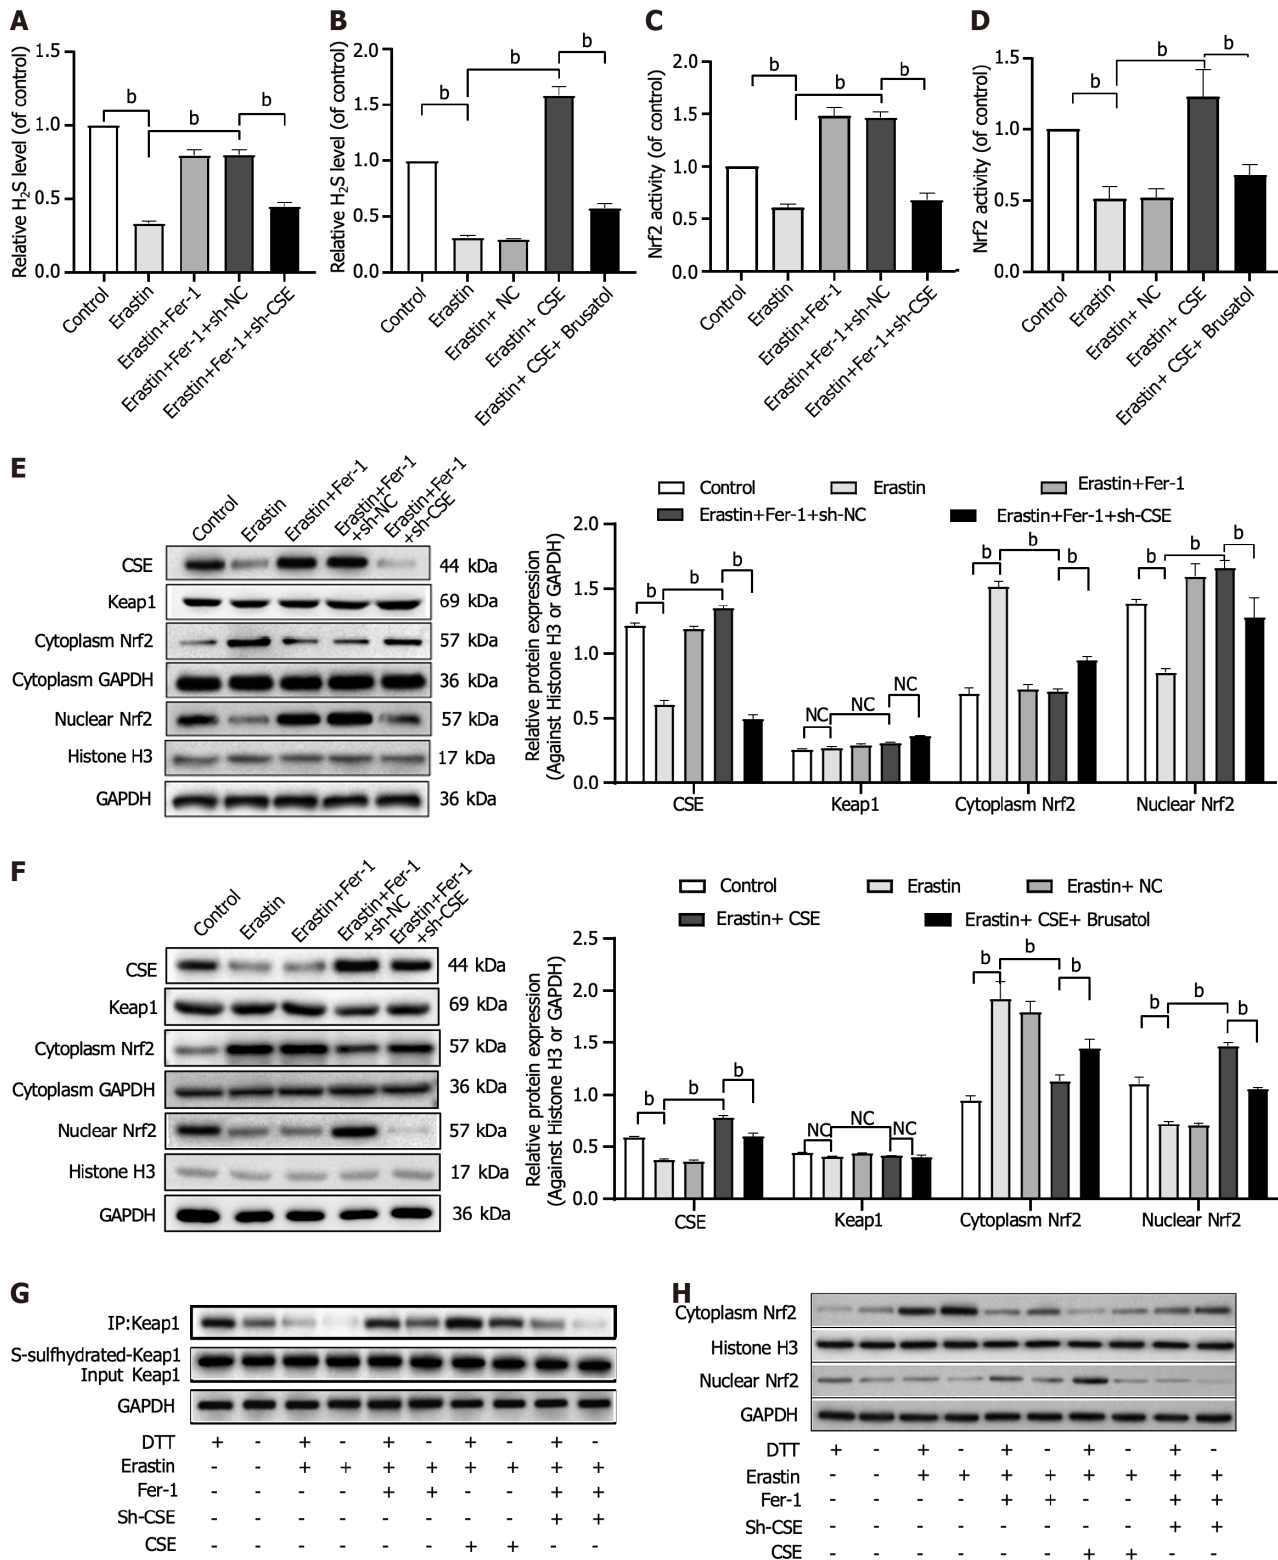 A
Relative H₂S level (of control)
1.5
1.0
0.5
0.0
b
b
b
Control
Erastin
Erastin+Fer-1
Erastin+Fer-1+sh-NC
Erastin+Fer-1+sh-CSE
B
Relative H₂S level (of control)
2.0
1.5
1.0
0.5
0.0
b
b
b
Control
Erastin
Erastin+ NC
Erastin+ CSE
Erastin+ CSE+ Brusatol
C
Nrf2 activity (of control)
2.0
1.5
1.0
0.5
0.0
b
b
b
Control
Erastin
Erastin+Fer-1
Erastin+Fer-1+sh-NC
Erastin+Fer-1+sh-CSE
D
Nrf2 activity (of control)
1.5
1.0
0.5
0.0
b
b
b
Control
Erastin
Erastin+ NC
Erastin+ CSE
Erastin+ CSE+ Brusatol
E
Control
Erastin
Erastin+Fer-1
Erastin+Fer-1
+sh-NC
Erastin+Fer-1
+sh-CSE
CSE 44 kDa
Keap1 69 kDa
Cytoplasm Nrf2 57 kDa
Cytoplasm GAPDH 36 kDa
Nuclear Nrf2 57 kDa
Histone H3 17 kDa
GAPDH 36 kDa
Control Erastin Erastin+Fer-1
Erastin+Fer-1+sh-NC Erastin+Fer-1+sh-CSE
Relative protein expression
(Against Histone H3 or GAPDH)
2.0
1.5
1.0
0.5
0.0
b b b
NC NC NC
b b b
b b b
CSE Keap1 Cytoplasm Nrf2 Nuclear Nrf2
F
Control
Erastin
Erastin+Fer-1
Erastin+Fer-1
+sh-NC
Erastin+Fer-1
+sh-CSE
CSE 44 kDa
Keap1 69 kDa
Cytoplasm Nrf2 57 kDa
Cytoplasm GAPDH 36 kDa
Nuclear Nrf2 57 kDa
Histone H3 17 kDa
GAPDH 36 kDa
Control Erastin Erastin+ NC
Erastin+ CSE Erastin+ CSE+ Brusatol
Relative protein expression
(Against Histone H3 or GAPDH)
2.5
2.0
1.5
1.0
0.5
0.0
b b b
NC NC NC
b b b
b b b
CSE Keap1 Cytoplasm Nrf2 Nuclear Nrf2
G
IP:Keap1
S-sulfhydrated-Keap1
Input Keap1
GAPDH
DTT + - + - + - + - + -
Erastin - - + + + + + + + +
Fer-1 - - - - + + - - + +
Sh-CSE - - - - - - - - + +
CSE - - - - - - + + - -
H
Cytoplasm Nrf2
Histone H3
Nuclear Nrf2
GAPDH
DTT + - + - + - + - + -
Erastin - - + + + + + + + +
Fer-1 - - - - + + - - + +
Sh-CSE - - - - - - - - + +
CSE - - - - - - + + - -